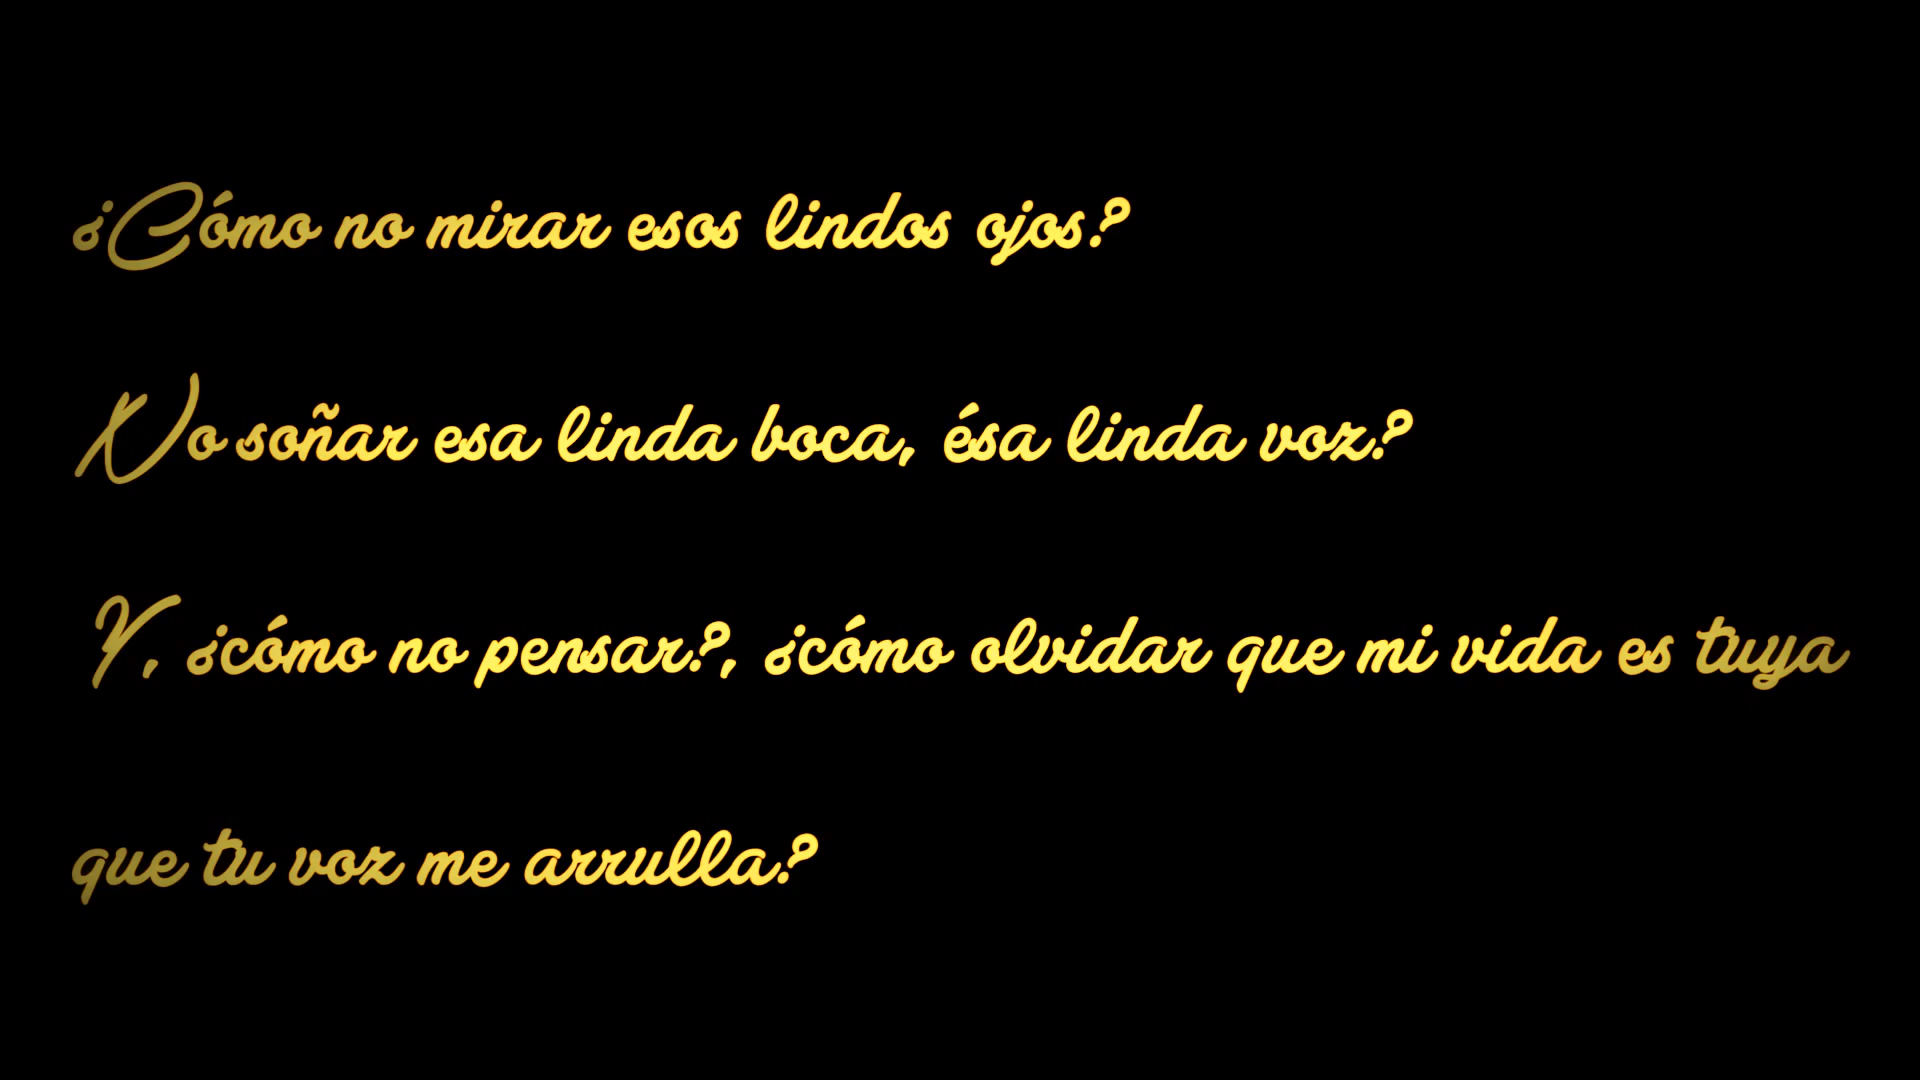 ¿Cómo no mirar esos lindos ojos?
No soñar esa linda boca, ésa linda voz?
Y, ¿cómo no pensar?, ¿cómo olvidar que mi vida es tuya
que tu voz me arrulla?